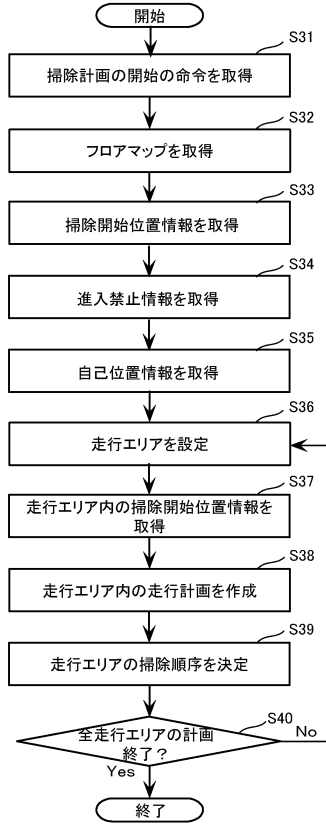 開始
S31
掃除計画の開始の命令を取得
S32
フロアマップを取得
S33
掃除開始位置情報を取得
S34
進入禁止情報を取得
S35
自己位置情報を取得
S36
走行エリアを設定
S37
走行エリア内の掃除開始位置情報を
取得
S38
走行エリア内の走行計画を作成
S39
走行エリアの掃除順序を決定
S40
全走行エリアの計画
終了？
No
Yes
終了